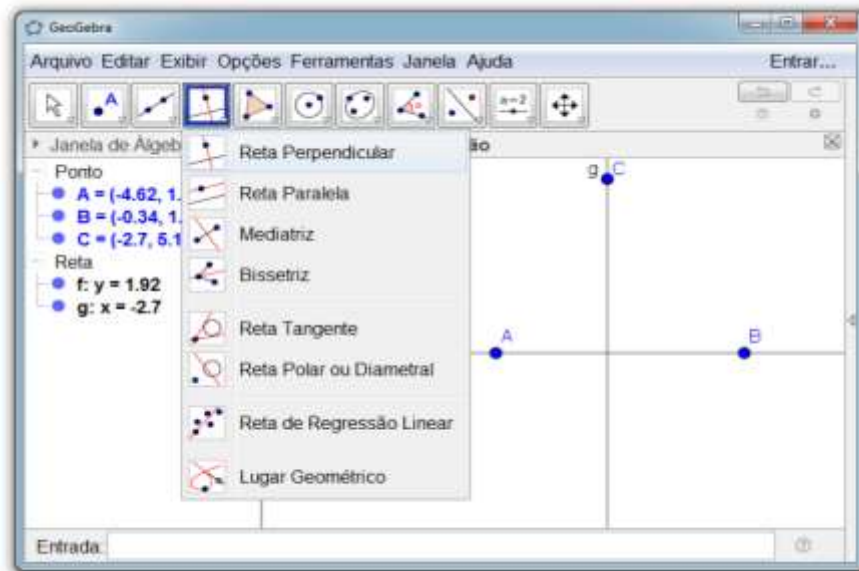 GeoGebra
Arquivo Editar Exibir Opções Ferramentas Janela Ajuda Entrar...
A a=2
Janela de Álgeb ão
Reta Perpendicular
Reta Paralela
Mediatriz
Bissetriz
Reta Tangente
Reta Polar ou Diametral
Reta de Regressão Linear
Lugar Geométrico
Ponto
A = (-4.62, 1.
B = (-0.34, 1.
C = (-2.7, 5.1
Reta
f: y = 1.92
g: x = -2.7
g C
A B
Entrada: